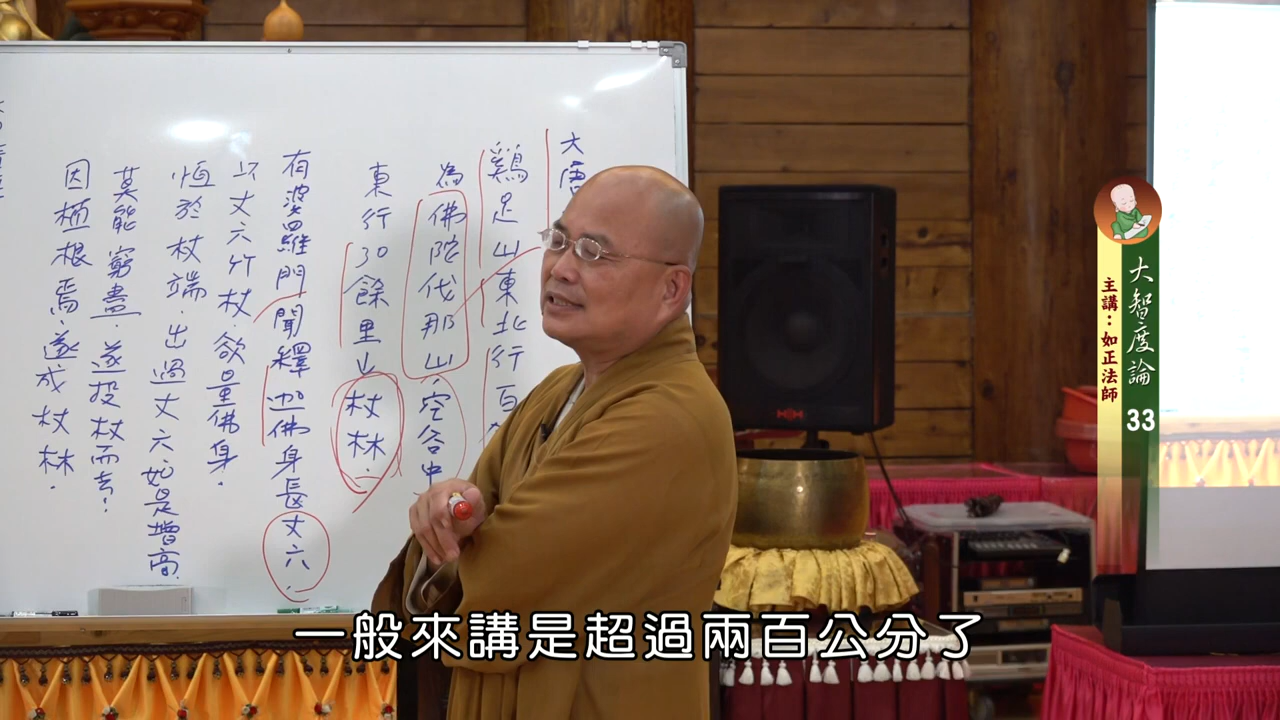 大唐
鷄足山東北行百
為佛陀伐那山.空谷中
東行30餘里山杖林.
有婆羅門聞釋迦佛身長丈六.
以丈六竹杖.欲量佛身.
恆於杖端.出過丈六.如是增高.
莫能窮盡.遂投杖而去.
因植根焉.遂成杖林.
大智度論 33
主講：如正法師
一般來講是超過兩百公分了